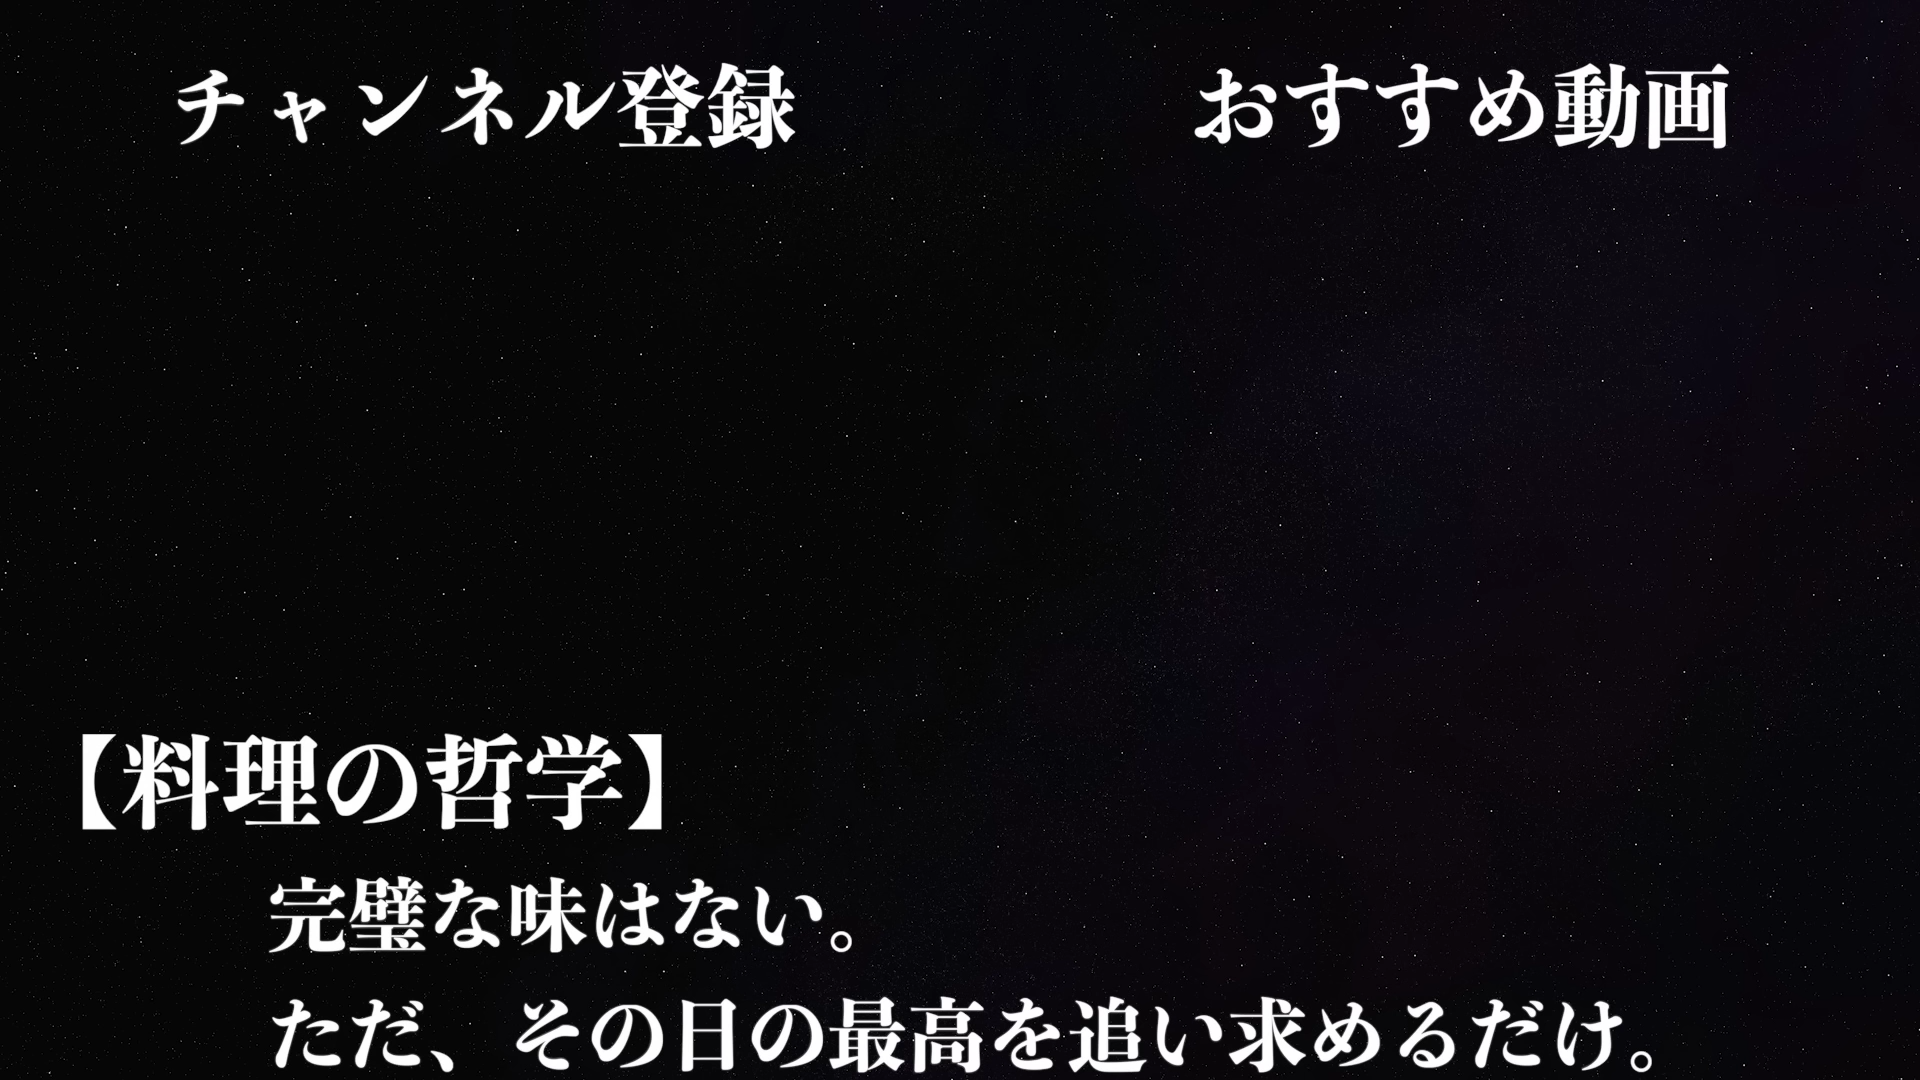 チャンネル登録
おすすめ動画
【料理の哲学】
完璧な味はない。
ただ、その日の最高を追い求めるだけ。